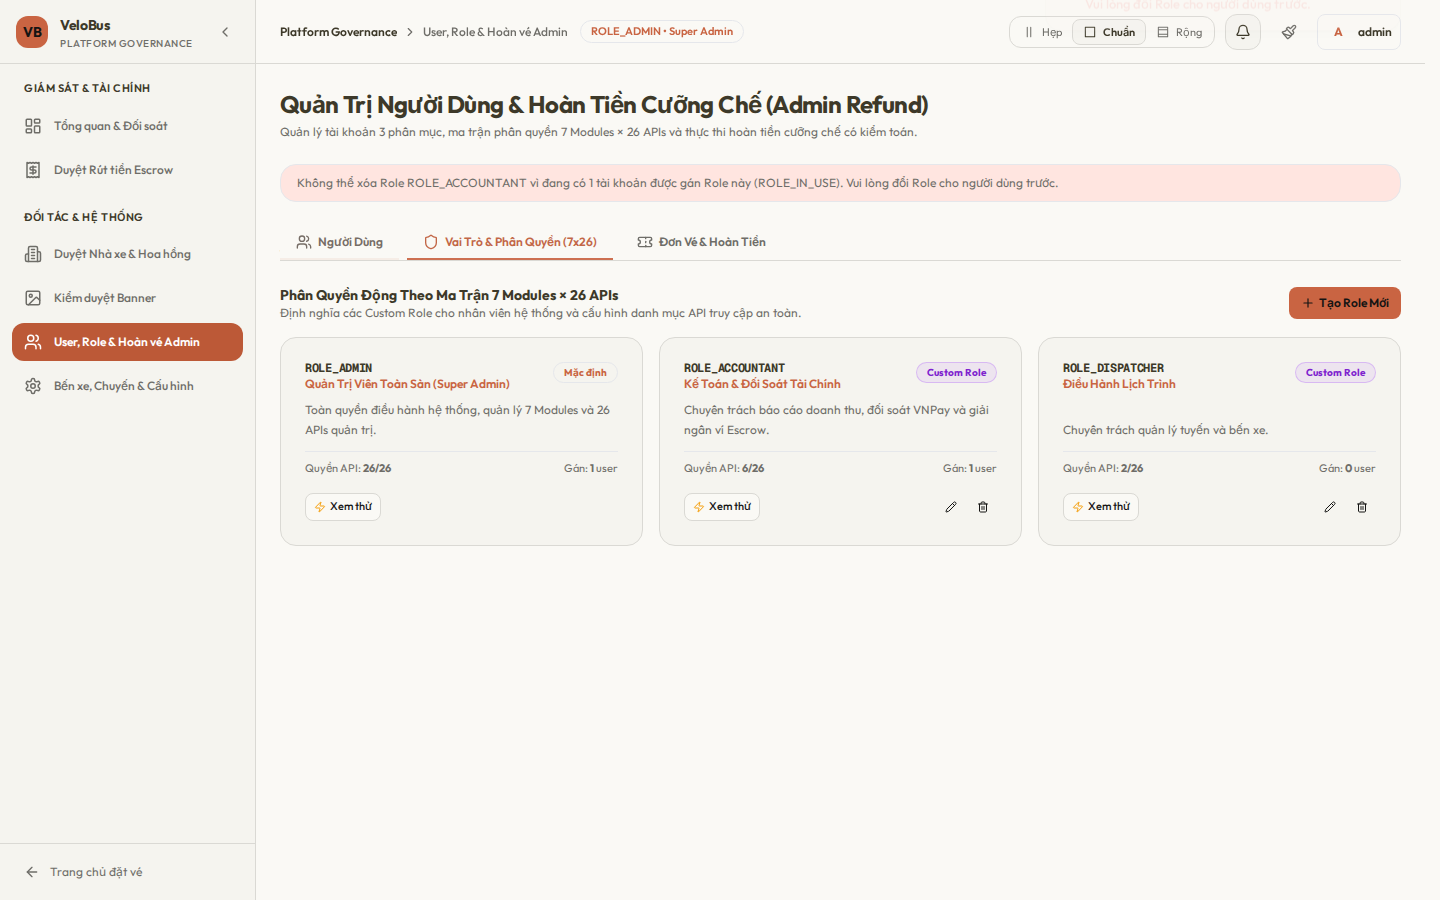 VB
VeloBus
PLATFORM GOVERNANCE
GIÁM SÁT & TÀI CHÍNH
Tổng quan & Đối soát
Duyệt Rút tiền Escrow
ĐỐI TÁC & HỆ THỐNG
Duyệt Nhà xe & Hoa hồng
Kiểm duyệt Banner
User, Role & Hoàn vé Admin
Bến xe, Chuyến & Cấu hình
Trang chủ đặt vé
Platform Governance > User, Role & Hoàn vé Admin ROLE_ADMIN • Super Admin
Vui lòng đổi Role cho người dùng trước.
Hẹp Chuẩn Rộng A admin
Quản Trị Người Dùng & Hoàn Tiền Cưỡng Chế (Admin Refund)
Quản lý tài khoản 3 phân mục, ma trận phân quyền 7 Modules × 26 APIs và thực thi hoàn tiền cưỡng chế có kiểm toán.
Không thể xóa Role ROLE_ACCOUNTANT vì đang có 1 tài khoản được gán Role này (ROLE_IN_USE). Vui lòng đổi Role cho người dùng trước.
Người Dùng Vai Trò & Phân Quyền (7x26) Đơn Vé & Hoàn Tiền
Phân Quyền Động Theo Ma Trận 7 Modules × 26 APIs
Định nghĩa các Custom Role cho nhân viên hệ thống và cấu hình danh mục API truy cập an toàn.
+ Tạo Role Mới
ROLE_ADMIN
Quản Trị Viên Toàn Sàn (Super Admin)
Mặc định
Toàn quyền điều hành hệ thống, quản lý 7 Modules và 26
APIs quản trị.
Quyền API: 26/26 Gán: 1 user
Xem thử
ROLE_ACCOUNTANT
Kế Toán & Đối Soát Tài Chính
Custom Role
Chuyên trách báo cáo doanh thu, đối soát VNPay và giải
ngân ví Escrow.
Quyền API: 6/26 Gán: 1 user
Xem thử
ROLE_DISPATCHER
Điều Hành Lịch Trình
Custom Role
Chuyên trách quản lý tuyến và bến xe.
Quyền API: 2/26 Gán: 0 user
Xem thử